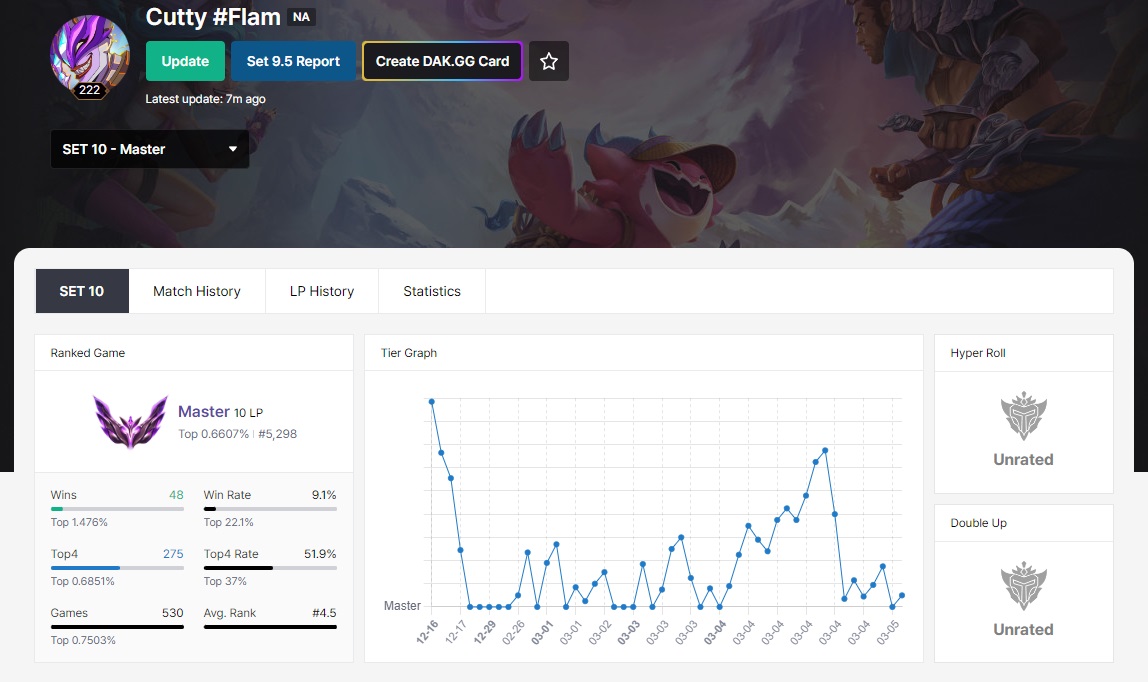 Cutty #Flam NA
Update Set 9.5 Report Create DAK.GG Card
222
Latest update: 7m ago
SET 10 - Master
SET 10 Match History LP History Statistics
Ranked Game
Master 10 LP
Top 0.6607% | #5,298
Wins 48
Top 1.476%
Win Rate 9.1%
Top 22.1%
Top4 275
Top 0.6851%
Top4 Rate 51.9%
Top 37%
Games 530
Top 0.7503%
Avg. Rank #4.5
Tier Graph
Master
12-16 12-17 12-29 02-26 03-01 03-01 03-02 03-03 03-03 03-03 03-04 03-04 03-04 03-04 03-04 03-04 03-05
Hyper Roll
Unrated
Double Up
Unrated